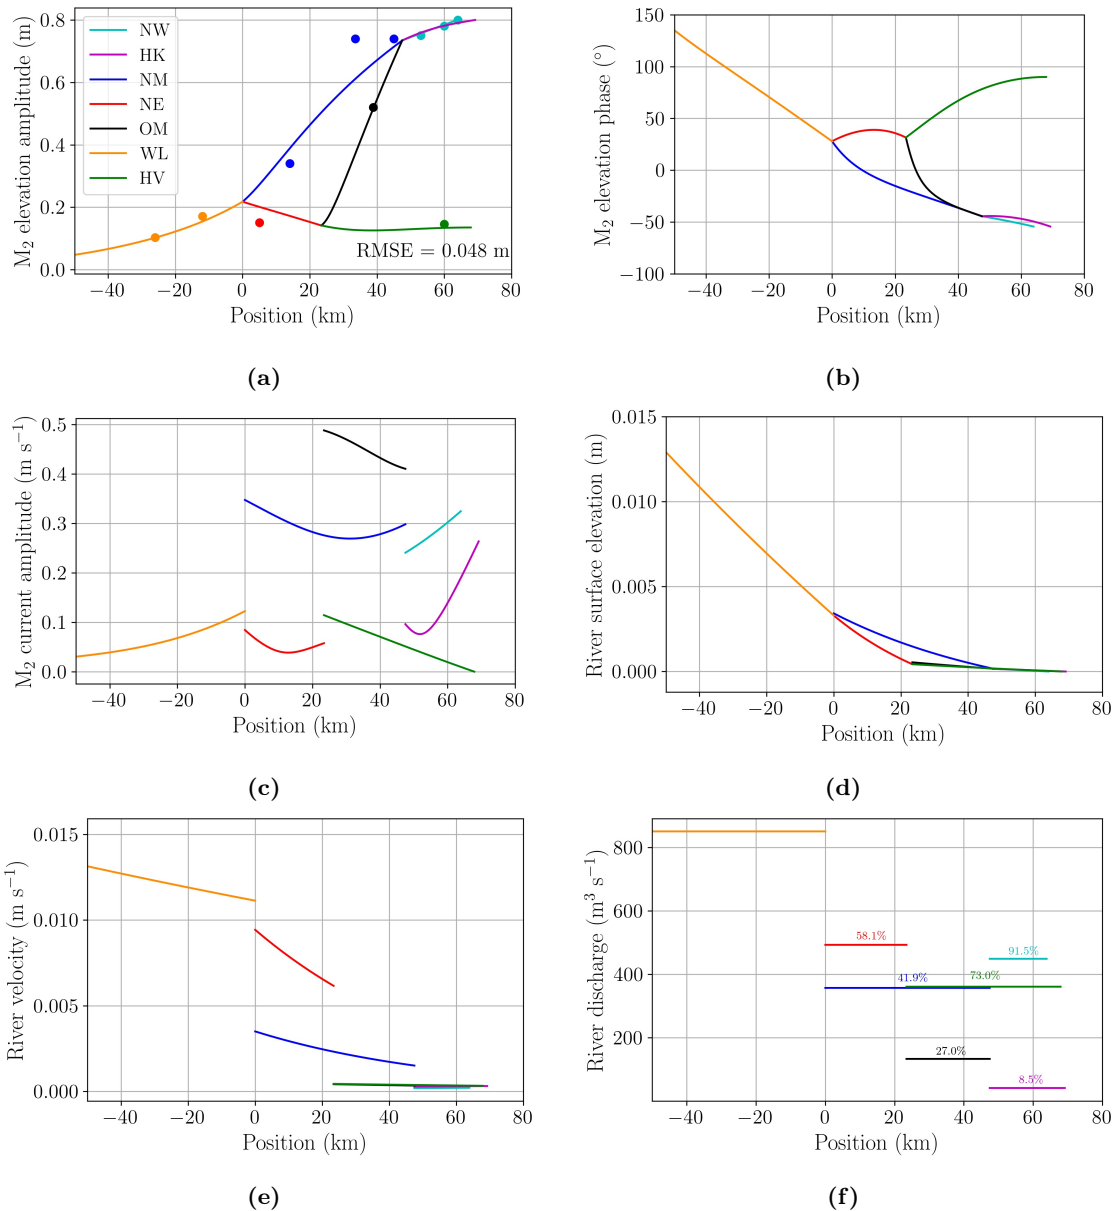 M₂ elevation amplitude (m)
0.8
0.6
0.4
0.2
0.0
NW
HK
NM
NE
OM
WL
HV
RMSE = 0.048 m
−40 −20 0 20 40 60 80
Position (km)
(a)
M₂ elevation phase (°)
150
100
50
0
−50
−100
−40 −20 0 20 40 60 80
Position (km)
(b)
M₂ current amplitude (m s⁻¹)
0.5
0.4
0.3
0.2
0.1
0.0
−40 −20 0 20 40 60 80
Position (km)
(c)
River surface elevation (m)
0.015
0.010
0.005
0.000
−40 −20 0 20 40 60 80
Position (km)
(d)
River velocity (m s⁻¹)
0.015
0.010
0.005
0.000
−40 −20 0 20 40 60 80
Position (km)
(e)
River discharge (m³ s⁻¹)
800
600
400
200
58.1%
91.5%
41.9%
73.0%
27.0%
8.5%
−40 −20 0 20 40 60 80
Position (km)
(f)